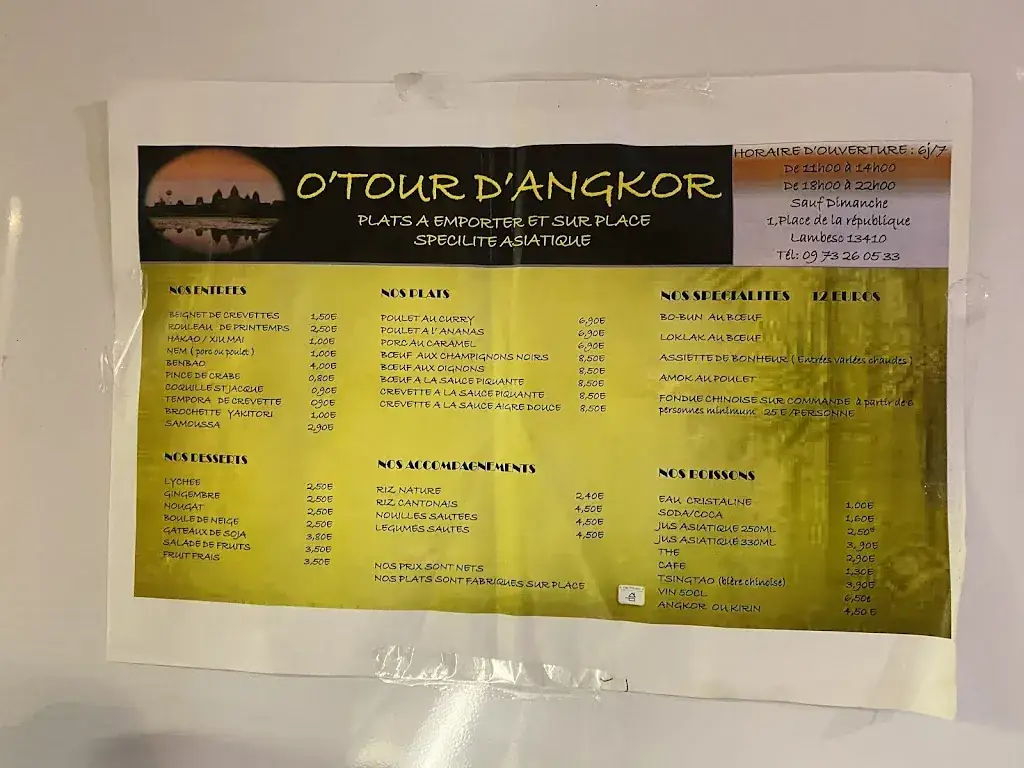 O'TOUR D'ANGKOR
PLATS A EMPORTER ET SUR PLACE
SPECILITE ASIATIQUE
HORAIRE D'OUVERTURE : 6j/7
De 11h00 à 14h00
De 18h00 à 22h00
Sauf Dimanche
1,Place de la république
Lambesc 13410
Tél: 09 73 26 05 33
NOS ENTREES
BEIGNET DE CREVETTES 1,50E
ROULEAU DE PRINTEMPS 2,50E
HAKAO / XIU MAI 1,00E
NEM ( porc ou poulet ) 1,00E
BENBAO 4,00E
PINCE DE CRABE 0,80E
COQUILLE ST JACQUE 0,90E
TEMPORA DE CREVETTE 090E
BROCHETTE YAKITORI 1,00E
SAMOUSSA 2,90E
NOS PLATS
POULET AU CURRY 6,90E
POULET A l' ANANAS 6,90E
PORC AU CARAMEL 6,90E
BŒUF AUX CHAMPIGNONS NOIRS 8,50E
BŒUF AUX OIGNONS 8,50E
BŒUF A LA SAUCE PIQUANTE 8,50E
CREVETTE A LA SAUCE PIQUANTE 8,50E
CREVETTE A LA SAUCE AIGRE DOUCE 8,50E
NOS SPECIALITES 12 EUROS
BO-BUN AU BŒUF
LOKLAK AU BŒUF
ASSIETTE DE BONHEUR ( Entrées variées chaudes )
AMOK AU POULET
FONDUE CHINOISE SUR COMMANDE à partir de 6
personnes minimum 25 E /PERSONNE
NOS DESSERTS
LYCHEE 2,50E
GINGEMBRE 2,50E
NOUGAT 2,50E
BOULE DE NEIGE 2,50E
GATEAUX DE SOJA 3,80E
SALADE DE FRUITS 3,50E
FRUIT FRAIS 3,50E
NOS ACCOMPAGNEMENTS
RIZ NATURE 2,40E
RIZ CANTONAIS 4,50E
NOUILLES SAUTEES 4,50E
LEGUMES SAUTES 4,50E
NOS PRIX SONT NETS
NOS PLATS SONT FABRIQUES SUR PLACE
NOS BOISSONS
EAU CRISTALINE 1,00E
SODA/COCA 1,60E
JUS ASIATIQUE 250ML 2,50E
JUS ASIATIQUE 330ML 3,90E
THE 2,90E
CAFE 1,30E
TSINGTAO (bière chinoise) 3,90E
VIN 50CL 6,50e
ANGKOR OU KIRIN 4,50 E